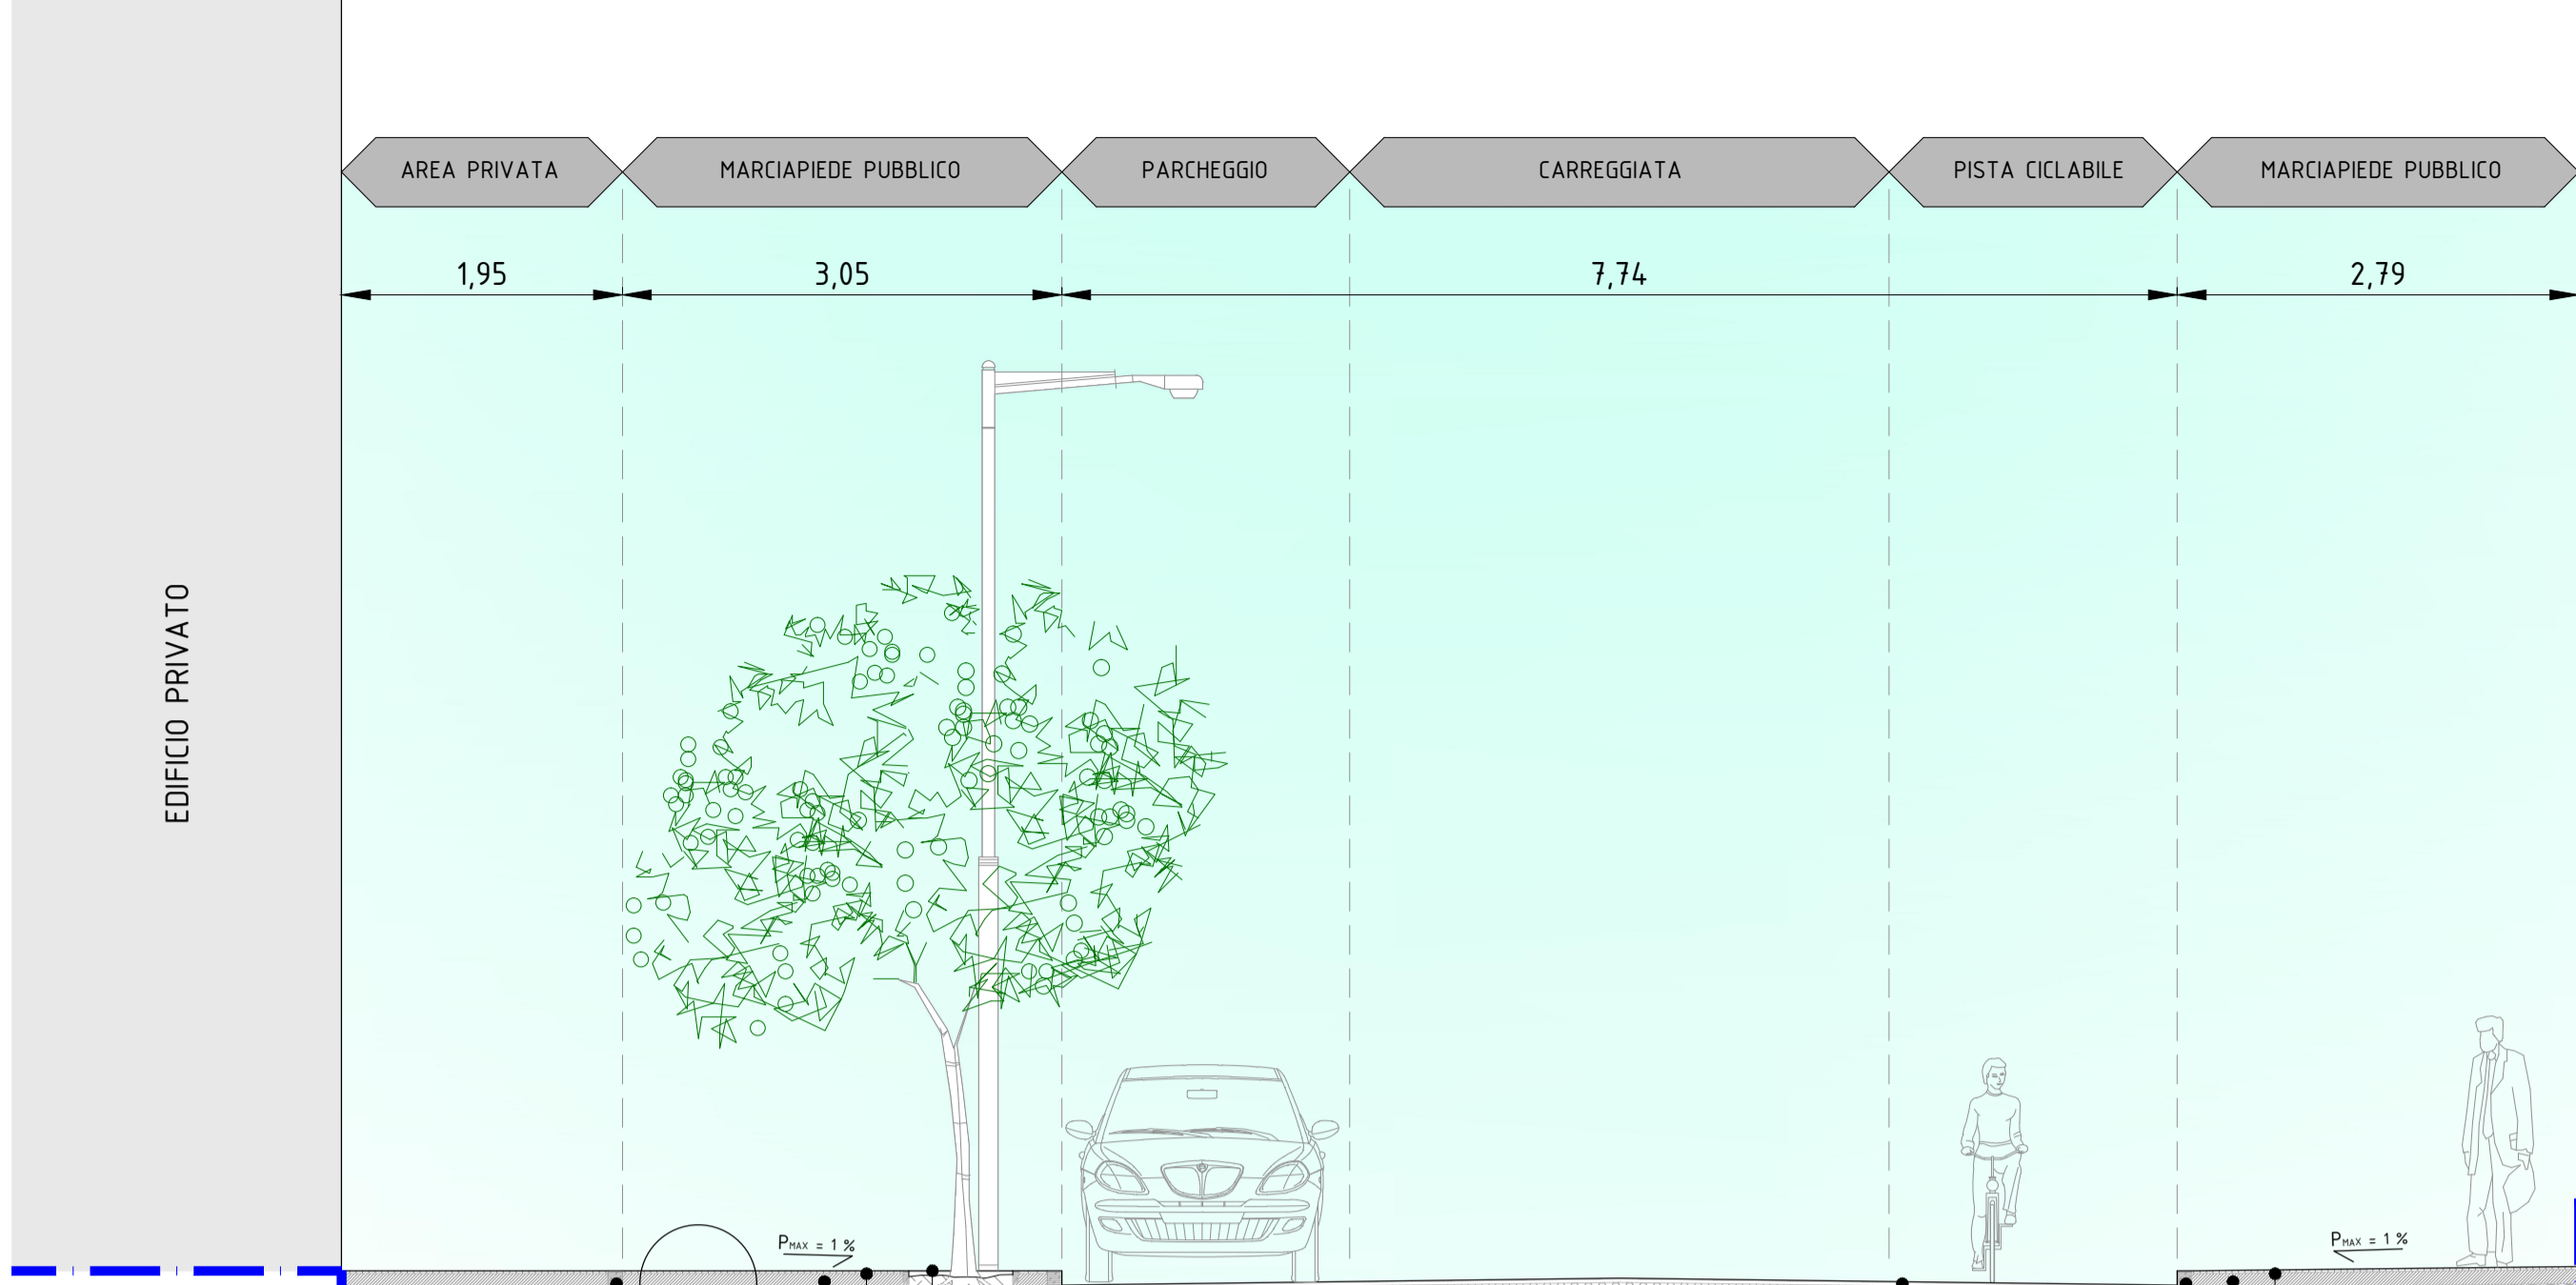 AREA PRIVATA
MARCIAPIEDE PUBBLICO
PARCHEGGIO
CARREGGIATA
PISTA CICLABILE
MARCIAPIEDE PUBBLICO
1,95
3,05
7,74
2,79
EDIFICIO PRIVATO
PMAX = 1 %
PMAX = 1 %